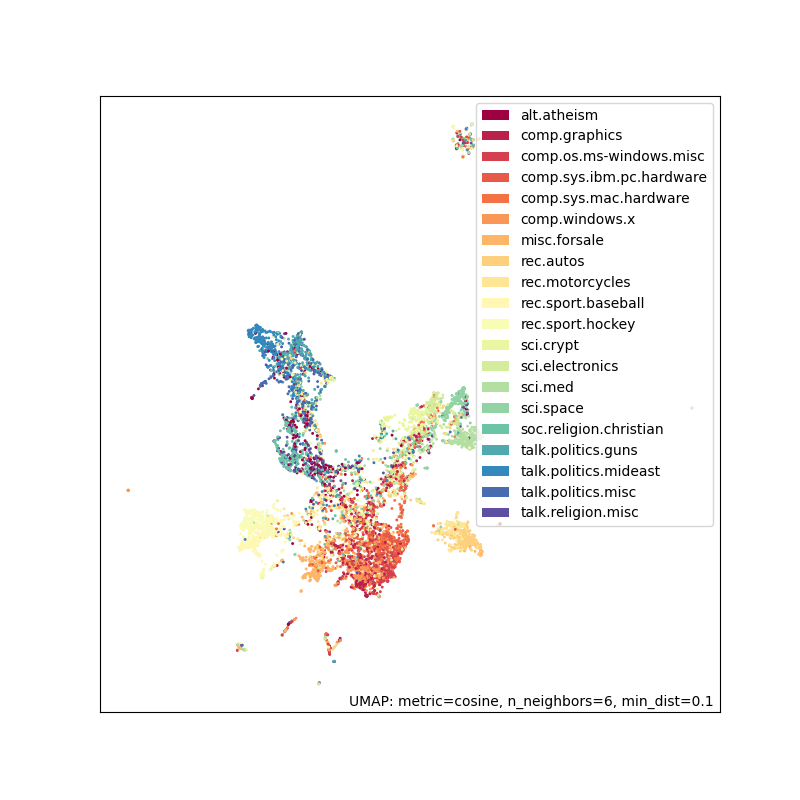 alt.atheism
comp.graphics
comp.os.ms-windows.misc
comp.sys.ibm.pc.hardware
comp.sys.mac.hardware
comp.windows.x
misc.forsale
rec.autos
rec.motorcycles
rec.sport.baseball
rec.sport.hockey
sci.crypt
sci.electronics
sci.med
sci.space
soc.religion.christian
talk.politics.guns
talk.politics.mideast
talk.politics.misc
talk.religion.misc
UMAP: metric=cosine, n_neighbors=6, min_dist=0.1